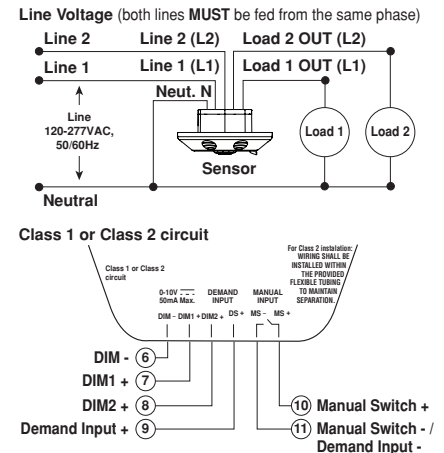 Line Voltage (both lines MUST be fed from the same phase)
Line 2 Line 2 (L2) Load 2 OUT (L2)
Line 1 Line 1 (L1) Load 1 OUT (L1)
Neut. N
Line
120-277VAC,
50/60Hz
Load 1 Load 2
Sensor
Neutral
Class 1 or Class 2 circuit
For Class 2 instalation:
WIRING SHALL BE
INSTALLED WITHIN
THE PROVIDED
FLEXIBLE TUBING
TO MAINTAIN
SEPARATION.
Class 1 or Class 2
circuit
0-10V
50mA Max.
DEMAND
INPUT
MANUAL
INPUT
DIM - DIM1 + DIM2 + DS + MS - MS +
DIM - 6
DIM1 + 7
DIM2 + 8
Demand Input + 9
10 Manual Switch +
11 Manual Switch - /
Demand Input -